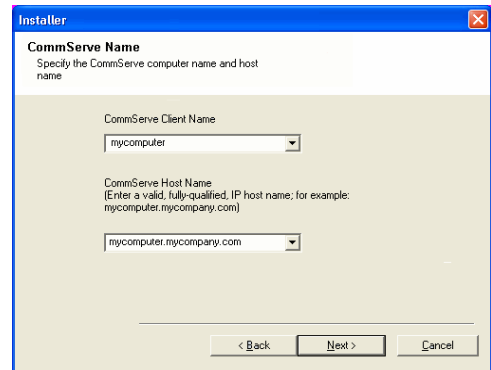 Installer
CommServe Name
Specify the CommServe computer name and host
name
CommServe Client Name
mycomputer
CommServe Host Name
(Enter a valid, fully-qualified, IP host name; for example:
mycomputer.mycompany.com)
mycomputer.mycompany.com
< Back
Next >
Cancel